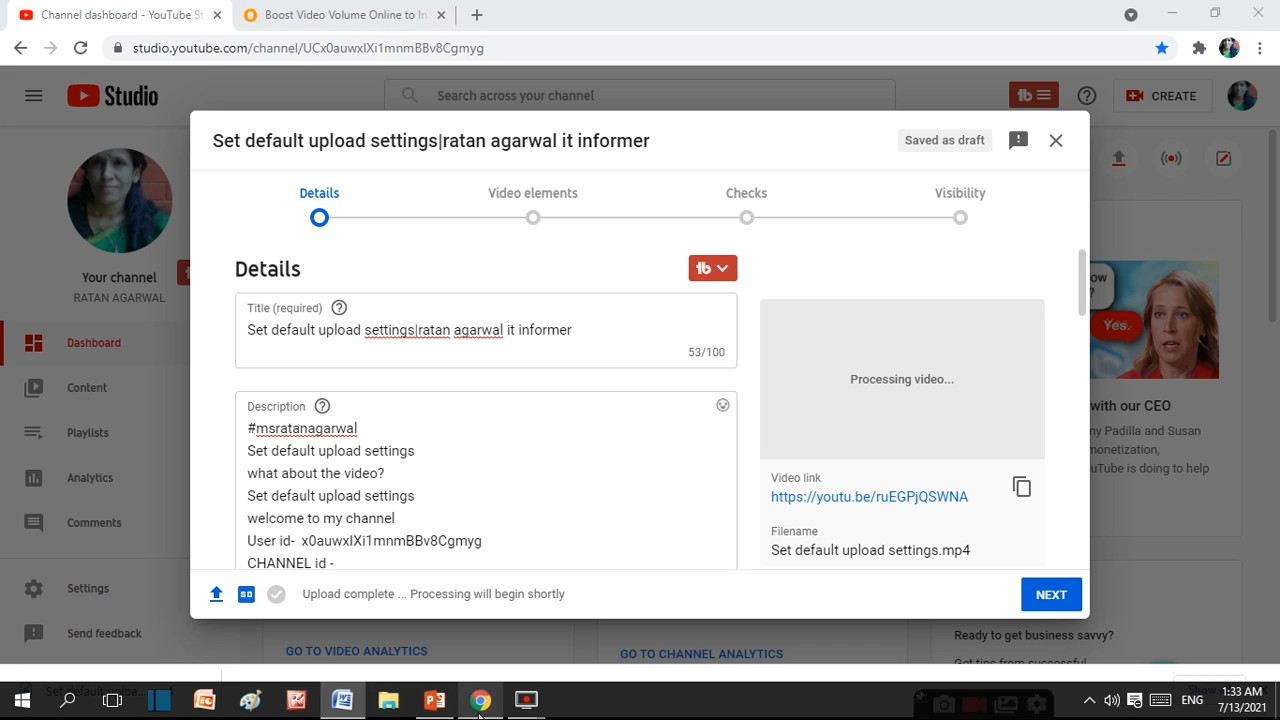 Channel dashboard - YouTube St
Boost Video Volume Online to In
studio.youtube.com/channel/UCx0auwxIXi1mnmBBv8Cgmyg
Studio
Search across your channel
CREATE
Set default upload settings|ratan agarwal it informer
Saved as draft
Details
Video elements
Checks
Visibility
Your channel
RATAN AGARWAL
Dashboard
Content
Playlists
Analytics
Comments
Settings
Send feedback
Details
Title (required)
Set default upload settings|ratan agarwal it informer
53/100
Description
#msratanagarwal
Set default upload settings
what about the video?
Set default upload settings
welcome to my channel
User id- x0auwxIXi1mnmBBv8Cgmyg
CHANNEL id -
Processing video...
Video link
https://youtu.be/ruEGPjQSWNA
Filename
Set default upload settings.mp4
ow
?
Yes.
with our CEO
ny Padilla and Susan
monetization,
uTube is doing to help
Upload complete ... Processing will begin shortly
NEXT
Ready to get business savvy?
GO TO VIDEO ANALYTICS
GO TO CHANNEL ANALYTICS
ENG
1:33 AM
7/13/2021